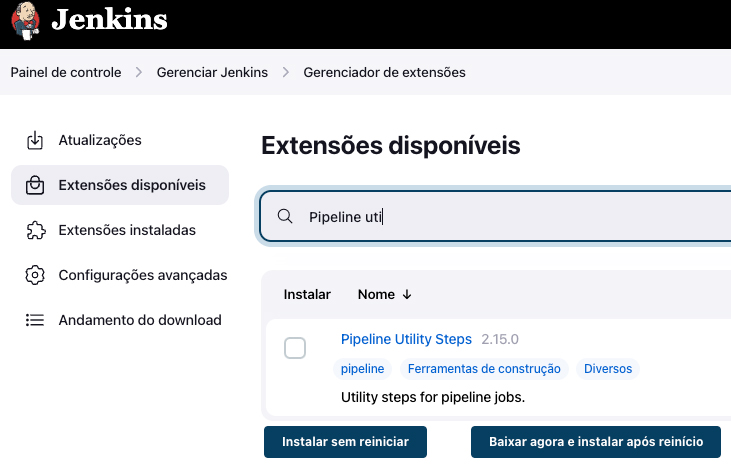 Jenkins
Painel de controle > Gerenciar Jenkins > Gerenciador de extensões
Atualizações
Extensões disponíveis
Extensões instaladas
Configurações avançadas
Andamento do download
Extensões disponíveis
Pipeline uti
Instalar Nome ↓
Pipeline Utility Steps 2.15.0
pipeline Ferramentas de construção Diversos
Utility steps for pipeline jobs.
Instalar sem reiniciar Baixar agora e instalar após reinício